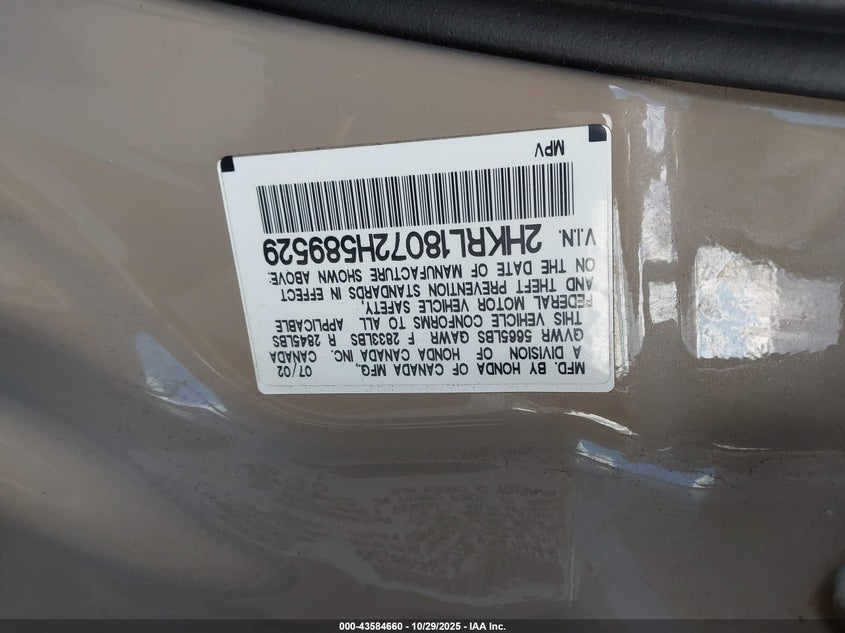 MFD. BY HONDA OF CANADA MFG., 07/02
A DIVISION OF HONDA CANADA INC. CANADA
GVWR 5665LBS GAWR F 2833LBS R 2845LBS
THIS VEHICLE CONFORMS TO ALL APPLICABLE
FEDERAL MOTOR VEHICLE SAFETY,
AND THEFT PREVENTION STANDARDS IN EFFECT
ON THE DATE OF MANUFACTURE SHOWN ABOVE.
V.I.N. 2HKRL18072H589529
MPV
000-43584660 - 10/29/2025 - IAA Inc.